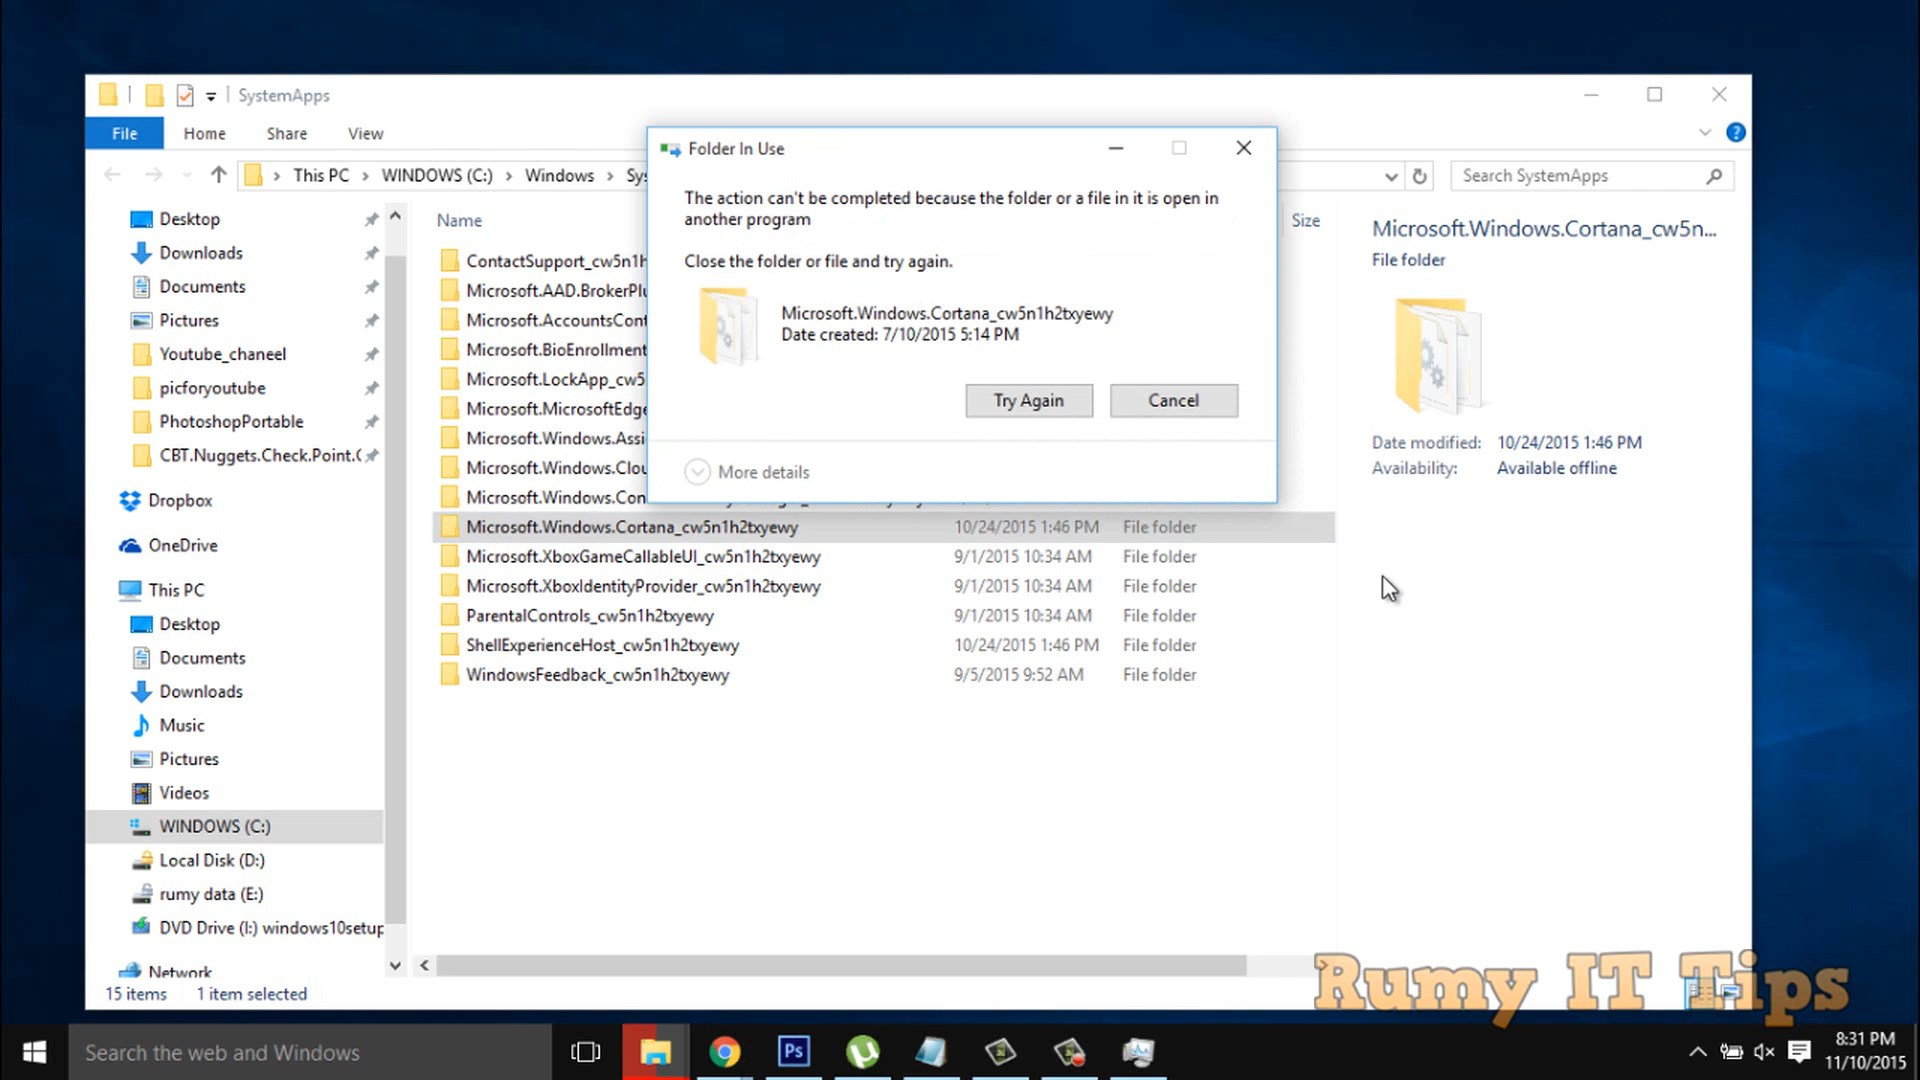 SystemApps
File
Home
Share
View
This PC
WINDOWS (C:)
Windows
Search SystemApps
Desktop
Downloads
Documents
Pictures
Youtube_chaneel
picforyoutube
PhotoshopPortable
CBT.Nuggets.Check.Point.
Dropbox
OneDrive
This PC
Desktop
Documents
Downloads
Music
Pictures
Videos
WINDOWS (C:)
Local Disk (D:)
rumy data (E:)
DVD Drive (I:) windows10setup
Network
Name
Size
ContactSupport_cw5n1h
Microsoft.AAD.BrokerPlu
Microsoft.AccountsCont
Microsoft.BioEnrollment
Microsoft.LockApp_cw5
Microsoft.MicrosoftEdge
Microsoft.Windows.Assi
Microsoft.Windows.Clou
Microsoft.Windows.Con
Microsoft.Windows.Cortana_cw5n1h2txyewy 10/24/2015 1:46 PM File folder
Microsoft.XboxGameCallableUI_cw5n1h2txyewy 9/1/2015 10:34 AM File folder
Microsoft.XboxIdentityProvider_cw5n1h2txyewy 9/1/2015 10:34 AM File folder
ParentalControls_cw5n1h2txyewy 9/1/2015 10:34 AM File folder
ShellExperienceHost_cw5n1h2txyewy 10/24/2015 1:46 PM File folder
WindowsFeedback_cw5n1h2txyewy 9/5/2015 9:52 AM File folder
Folder In Use
The action can't be completed because the folder or a file in it is open in
another program
Close the folder or file and try again.
Microsoft.Windows.Cortana_cw5n1h2txyewy
Date created: 7/10/2015 5:14 PM
Try Again
Cancel
More details
Microsoft.Windows.Cortana_cw5n...
File folder
Date modified: 10/24/2015 1:46 PM
Availability: Available offline
15 items 1 item selected
Rumy IT Tips
Search the web and Windows
Ps
8:31 PM
11/10/2015